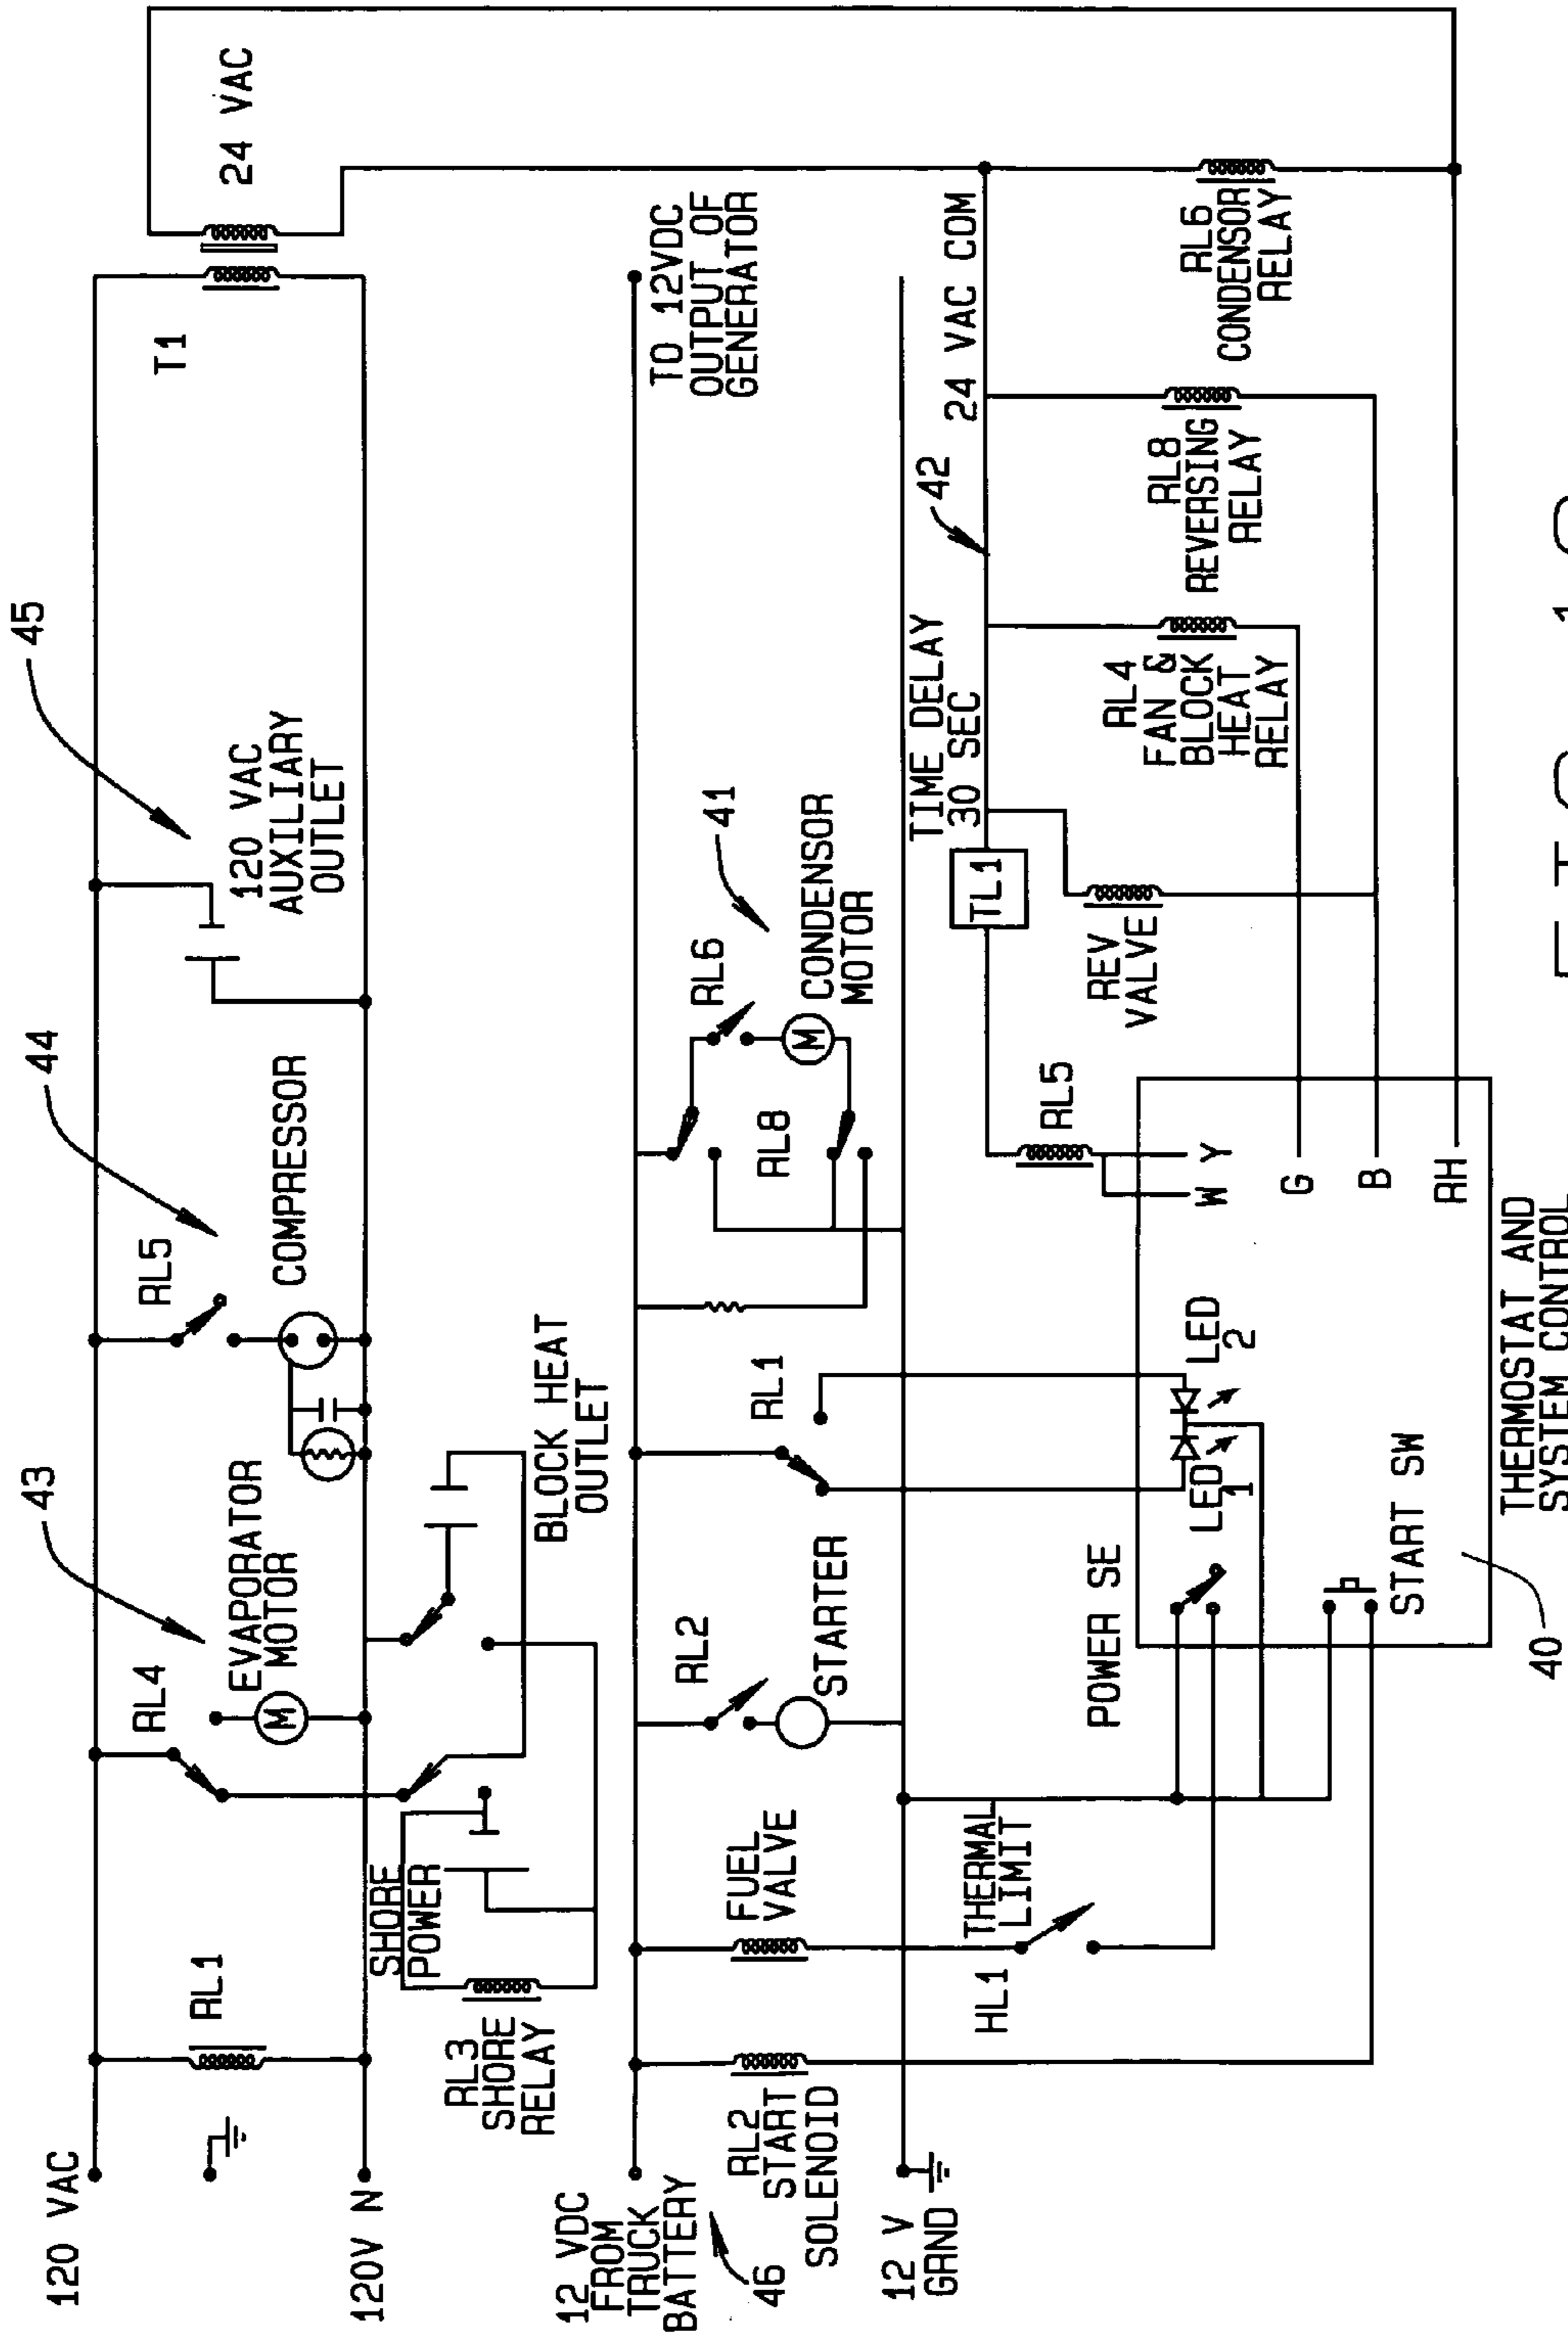 120 VAC
120V N
RL1
RL4
43
EVAPORATOR
MOTOR
RL5
44
COMPRESSOR
45
120 VAC
AUXILIARY
OUTLET
T1
24 VAC
SHORE
POWER
RL3
SHORE
RELAY
BLOCK HEAT
OUTLET
12 VDC
FROM
TRUCK
BATTERY
46
RL2
START
SOLENOID
12 V
GRND
FUEL
VALVE
RL2
STARTER
RL1
RL8
RL6
M
M
41
CONDENSOR
MOTOR
TO 12VDC
OUTPUT OF
GENERATOR
HL1
THERMAL
LIMIT
POWER SE
LED
1
LED
2
START SW
40
THERMOSTAT AND
SYSTEM CONTROL
W Y
G
B
RH
RL5
REV
VALVE
TL1
TIME DELAY
30 SEC
42
24 VAC COM
RL4
FAN &
BLOCK
HEAT
RELAY
RL8
REVERSING
RELAY
RL6
CONDENSOR
RELAY